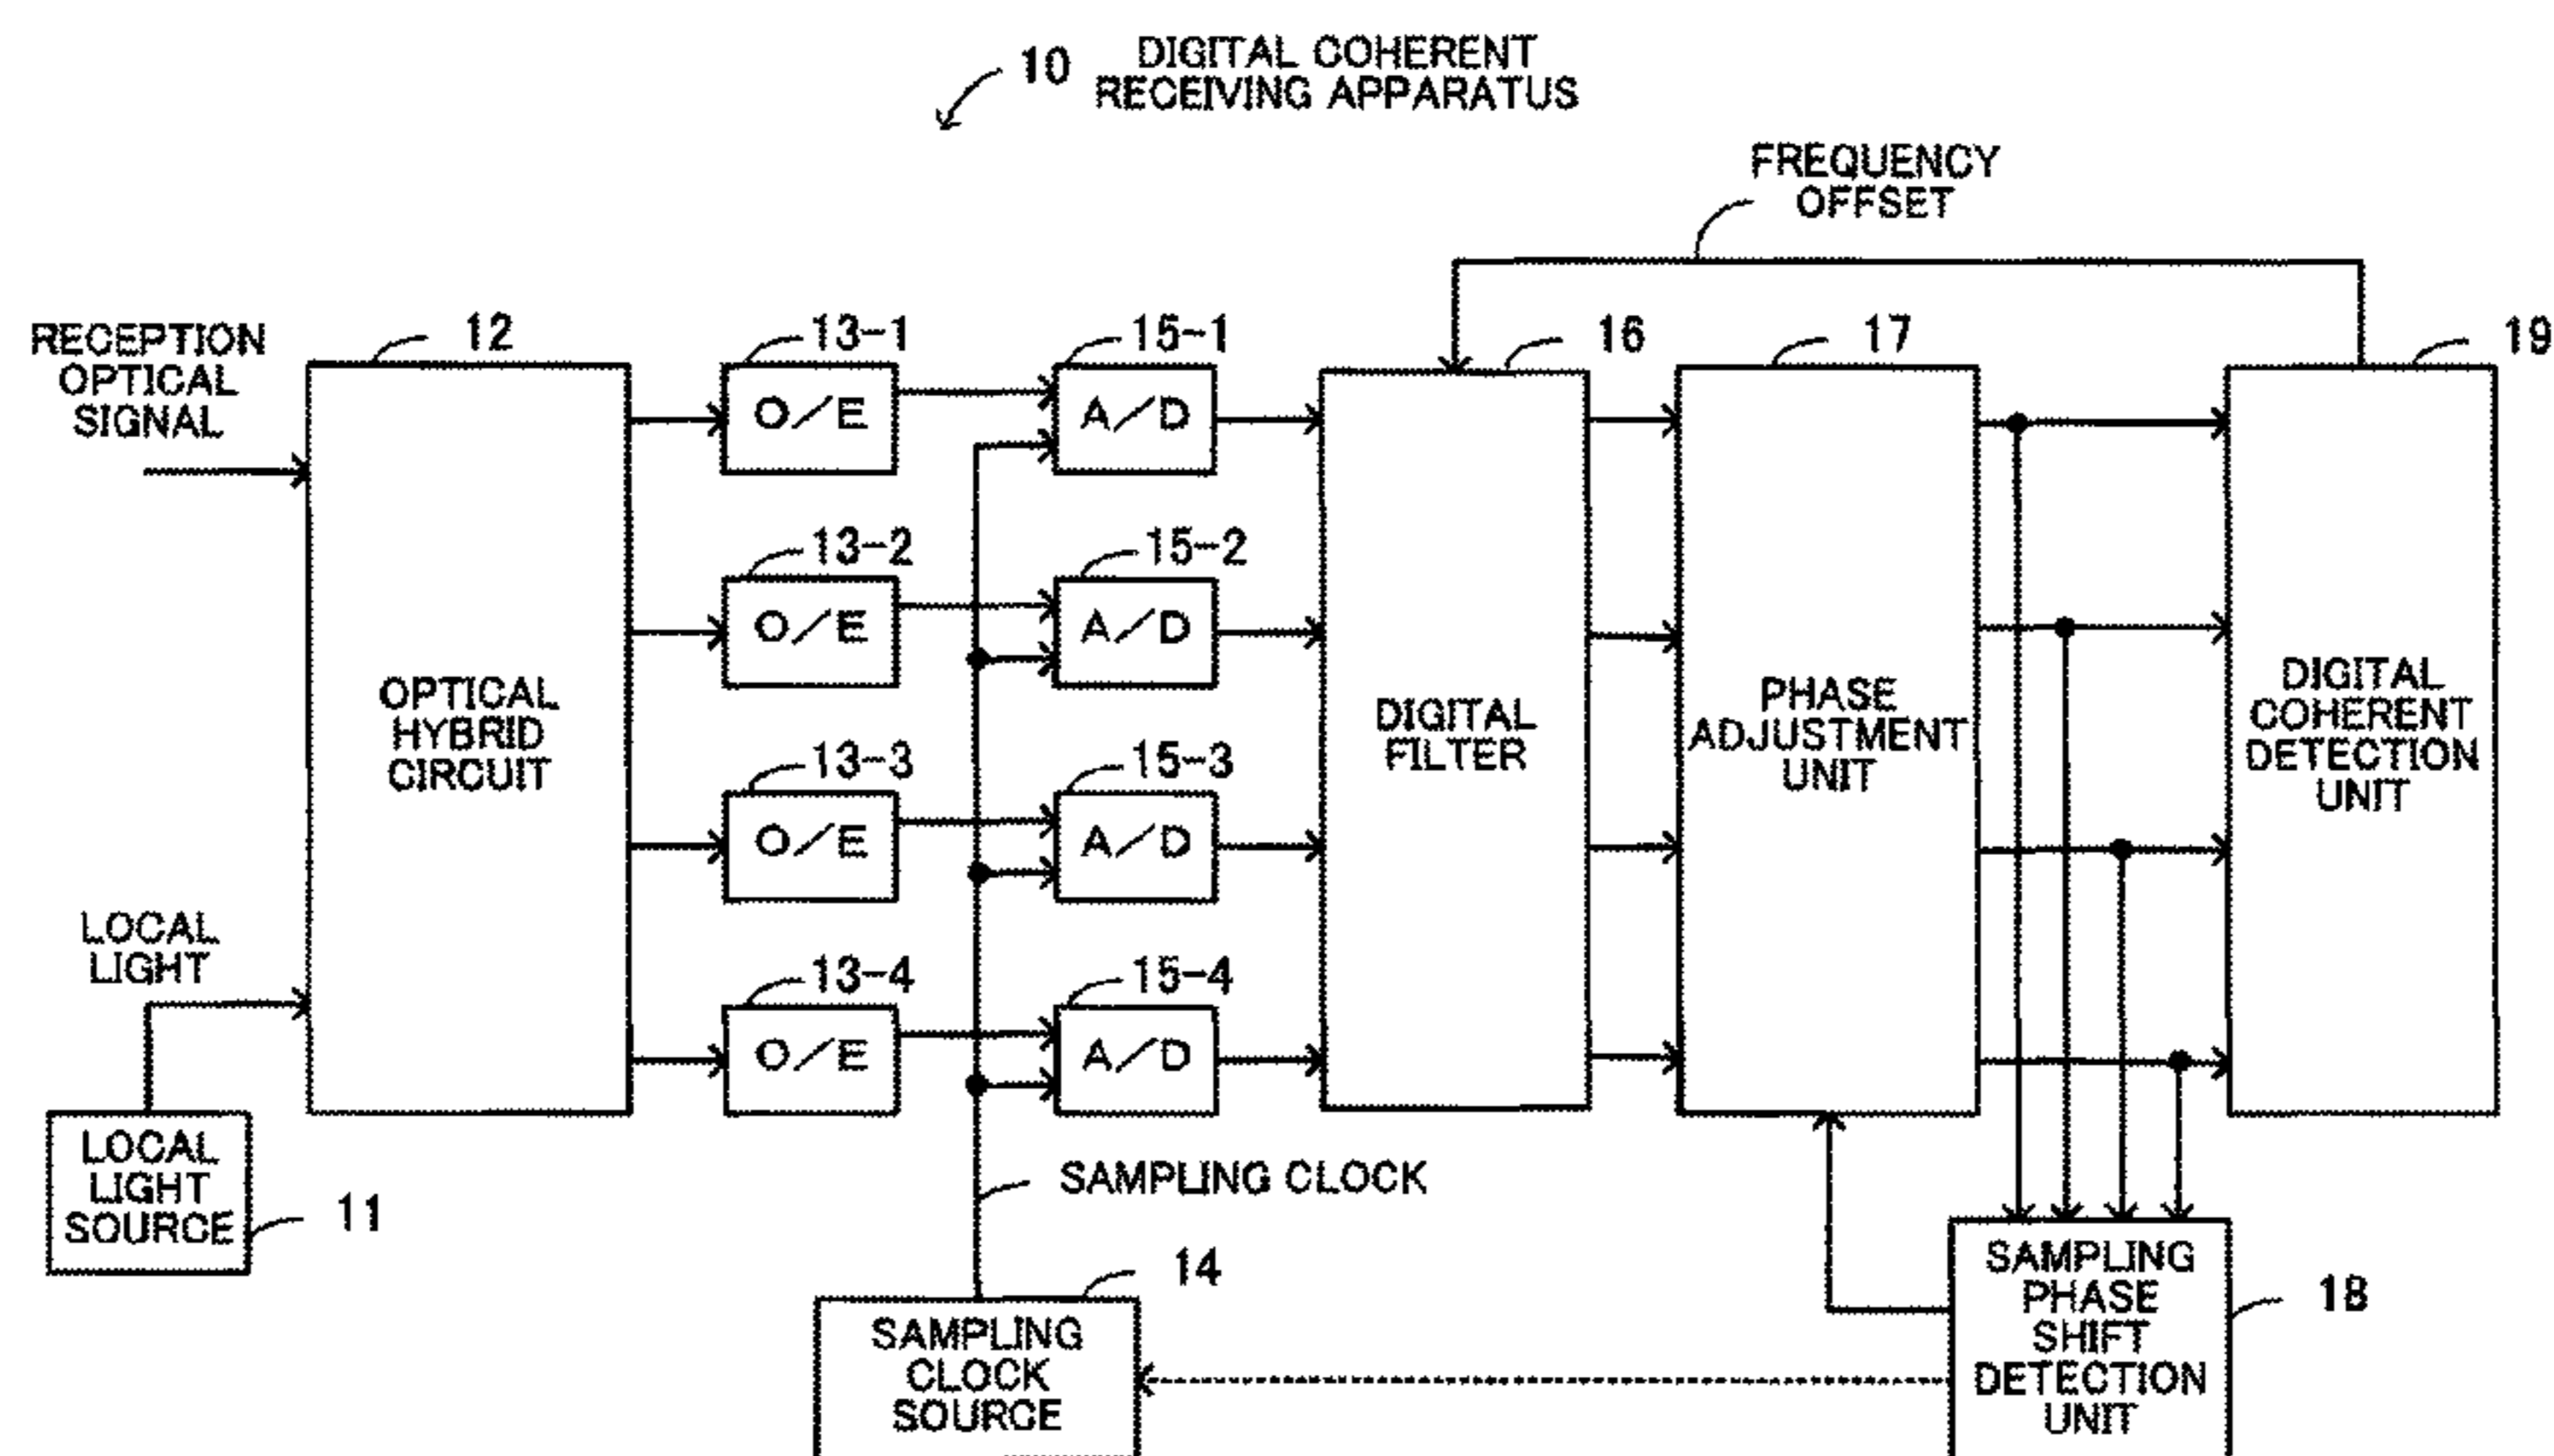 10
DIGITAL COHERENT
RECEIVING APPARATUS
FREQUENCY
OFFSET
RECEPTION
OPTICAL
SIGNAL
12
13-1
15-1
16
17
19
O/E
A/D
13-2
15-2
O/E
A/D
OPTICAL
HYBRID
CIRCUIT
DIGITAL
FILTER
PHASE
ADJUSTMENT
UNIT
DIGITAL
COHERENT
DETECTION
UNIT
13-3
15-3
O/E
A/D
LOCAL
LIGHT
13-4
15-4
O/E
A/D
LOCAL
LIGHT
SOURCE
11
SAMPLING CLOCK
14
SAMPLING
CLOCK
SOURCE
SAMPLING
PHASE
SHIFT
DETECTION
UNIT
18